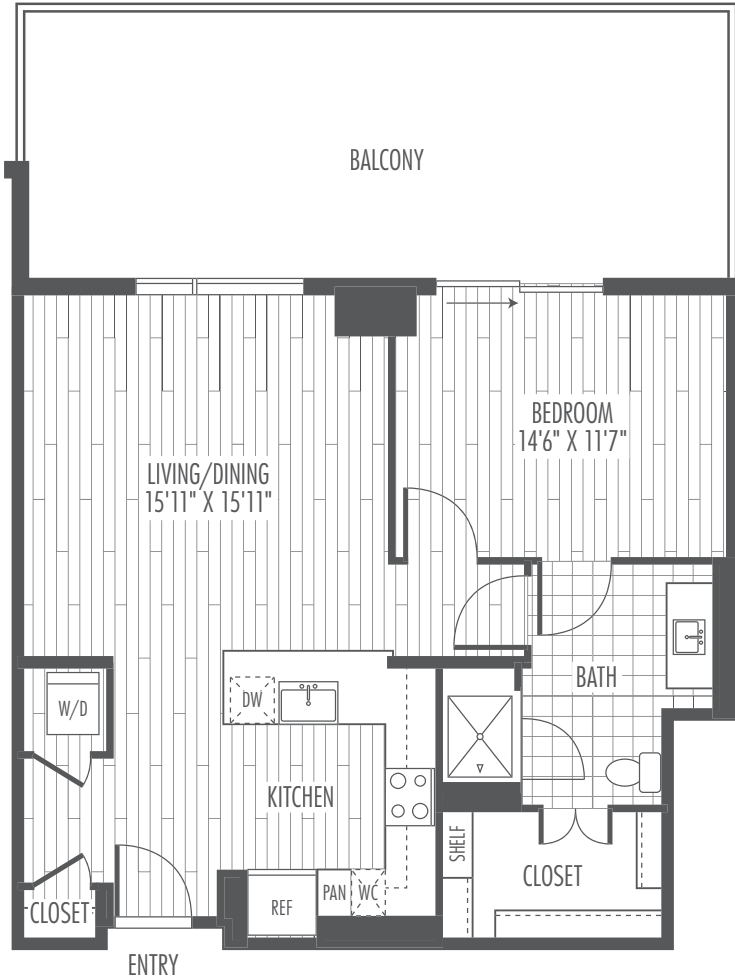 BALCONY
BEDROOM
14'6" X 11'7"
LIVING/DINING
15'11" X 15'11"
BATH
W/D
DW
KITCHEN
SHELF
CLOSET
PAN
WC
REF
CLOSET
ENTRY